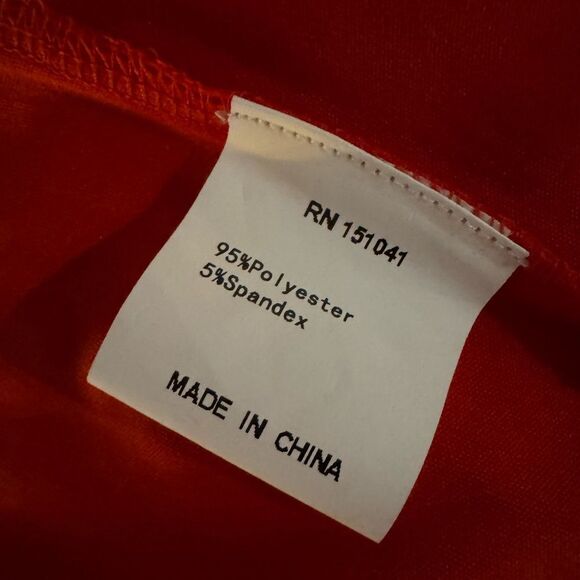 RN 151041
95%Polyester
5%Spandex
MADE IN CHINA